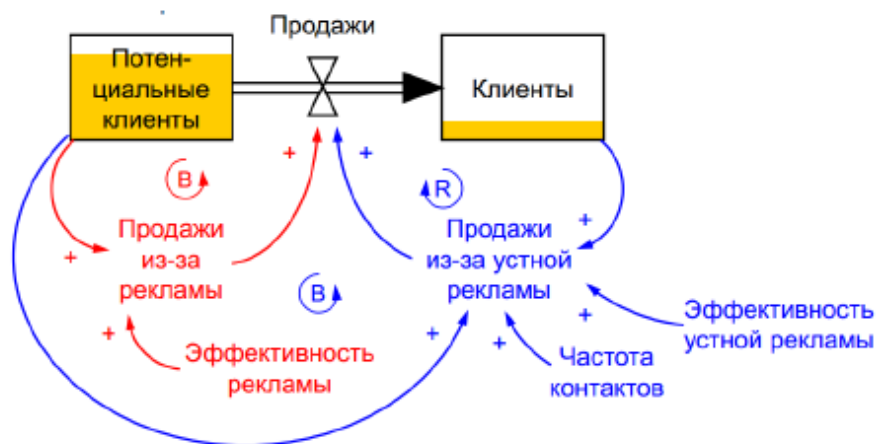 Продажи
Потен-
циальные
клиенты
Клиенты
+
+
B
R
+
+
Продажи
из-за
рекламы
Продажи
из-за устной
рекламы
B
+
+
+
+
Эффективность
рекламы
Частота
контактов
Эффективность
устной рекламы